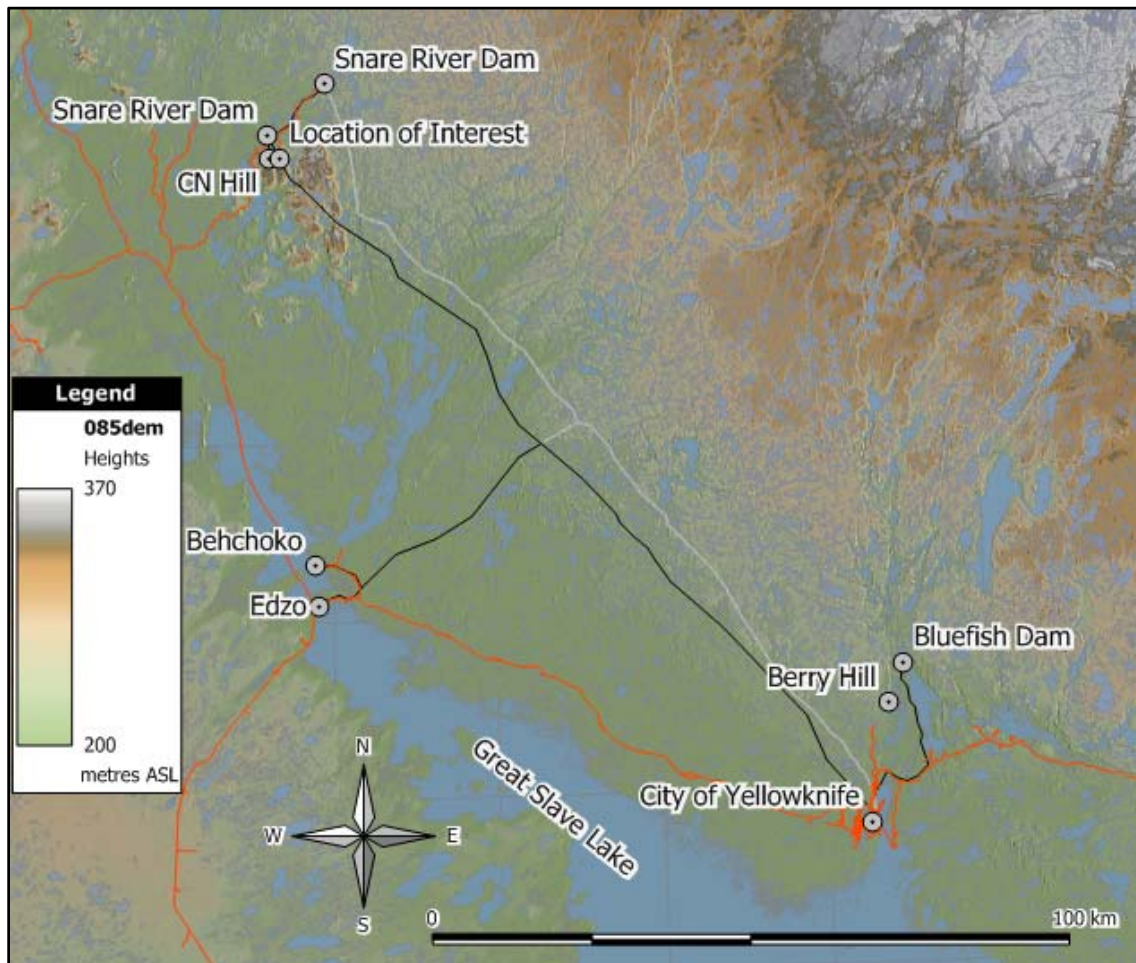 Snare River Dam
Snare River Dam
Location of Interest
CN Hill
Legend
085dem
Heights
370
200
metres ASL
Behchoko
Edzo
Bluefish Dam
Berry Hill
City of Yellowknife
Great Slave Lake
N
W
E
S
0
100 km